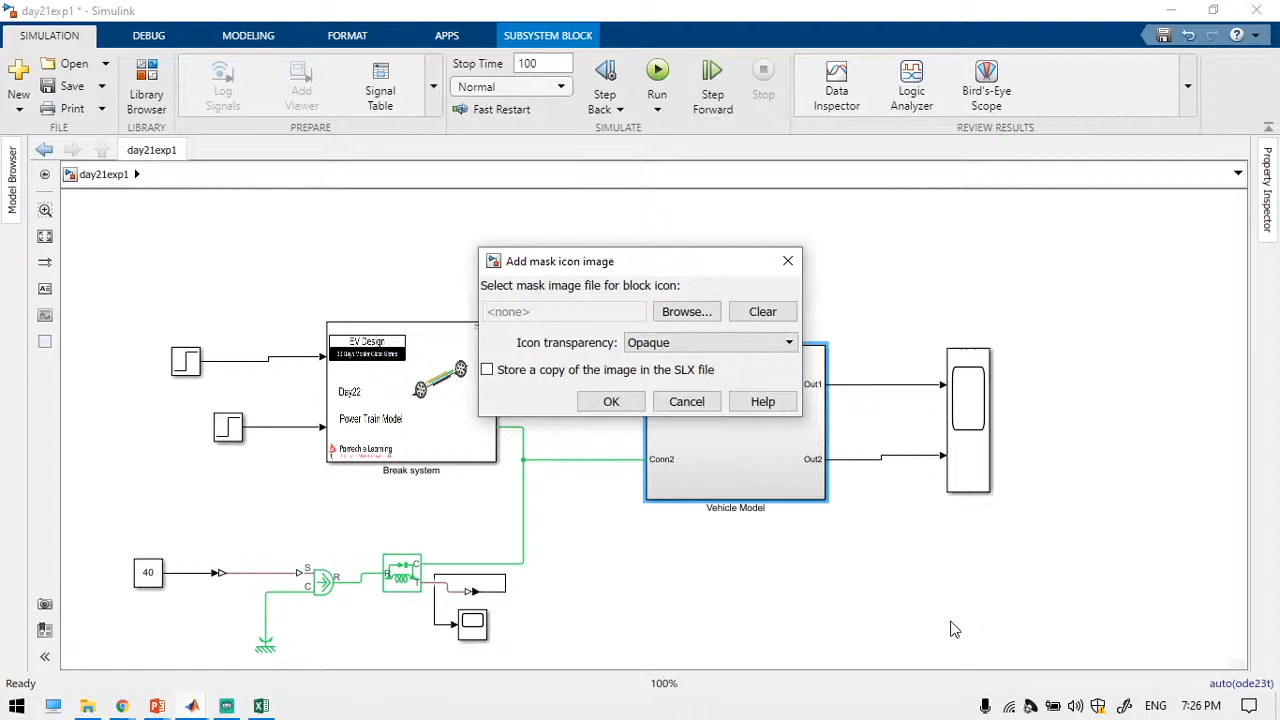 day21exp1 * - Simulink
SIMULATION DEBUG MODELING FORMAT APPS SUBSYSTEM BLOCK
New
Open
Save
Print
FILE
Library Browser
LIBRARY
Log Signals
Add Viewer
Signal Table
PREPARE
Stop Time 100
Normal
Fast Restart
Step Back
Run
Step Forward
Stop
SIMULATE
Data Inspector
Logic Analyzer
Bird's-Eye Scope
REVIEW RESULTS
Model Browser
day21exp1
day21exp1
Property Inspector
Add mask icon image
Select mask image file for block icon:
<none> Browse... Clear
Icon transparency: Opaque
Store a copy of the image in the SLX file
OK Cancel Help
EV Design
Day22
Power Train Model
Pantech e Learning
Break system
Out1
Conn2
Out2
Vehicle Model
40
S
C
R
R
C
T
Ready 100% auto(ode23t)
ENG 7:26 PM